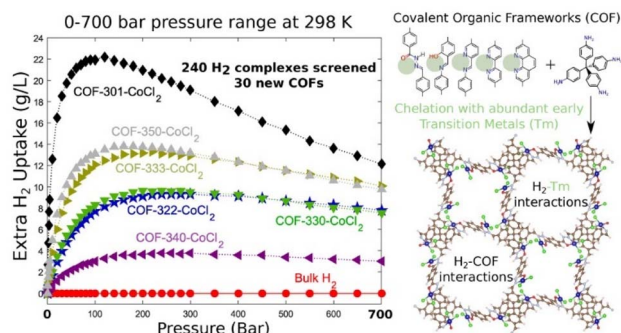 0-700 bar pressure range at 298 K
240 H₂ complexes screened
30 new COFs
COF-301-CoCl₂
COF-350-CoCl₂
COF-333-CoCl₂
COF-322-CoCl₂
COF-330-CoCl₂
COF-340-CoCl₂
Bulk H₂
Extra H₂ Uptake (g/L)
24
22
20
18
16
14
12
10
8
6
4
2
0
0 100 200 300 400 500 600 700
Pressure (Bar)
Covalent Organic Frameworks (COF)
+
Chelation with abundant early
Transition Metals (Tm)
H₂-Tm
interactions
H₂-COF
interactions